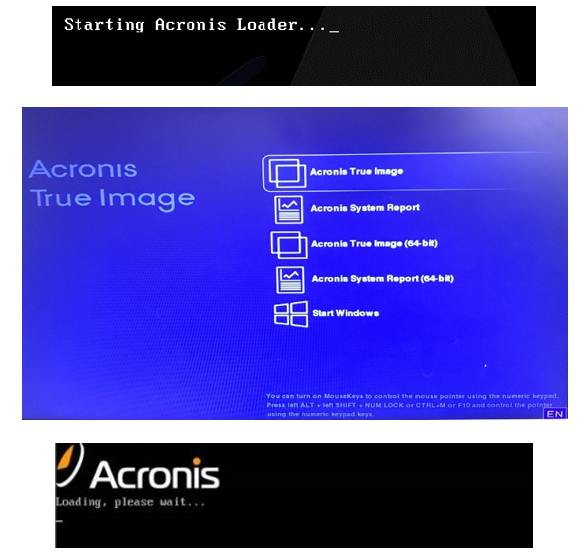 Starting Acronis Loader..._
Acronis
True Image
Acronis True Image
Acronis System Report
Acronis True Image (64-bit)
Acronis System Report (64-bit)
Start Windows
You can turn on MouseKeys to control the mouse pointer using the numeric keypad.
Press left ALT + left SHIFT + NUM LOCK or CTRL+M or F10 and control the pointer
using the numeric keypad keys.
EN
Acronis
Loading, please wait...
_